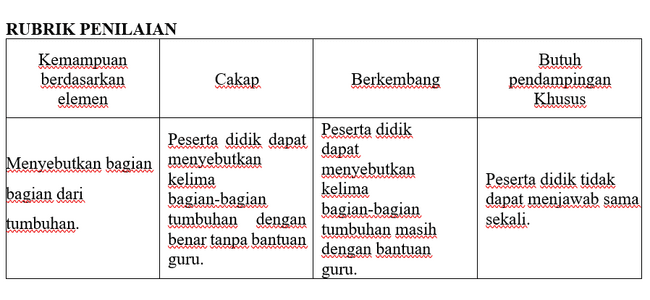 RUBRIK PENILAIAN
Kemampuan
berdasarkan
elemen
Cakap
Berkembang
Butuh
pendampingan
Khusus
Menyebutkan bagian
bagian dari
tumbuhan.
Peserta didik dapat
menyebutkan
kelima
bagian-bagian
tumbuhan dengan
benar tanpa bantuan
guru.
Peserta didik
dapat
menyebutkan
kelima
bagian-bagian
tumbuhan masih
dengan bantuan
guru.
Peserta didik tidak
dapat menjawab sama
sekali.